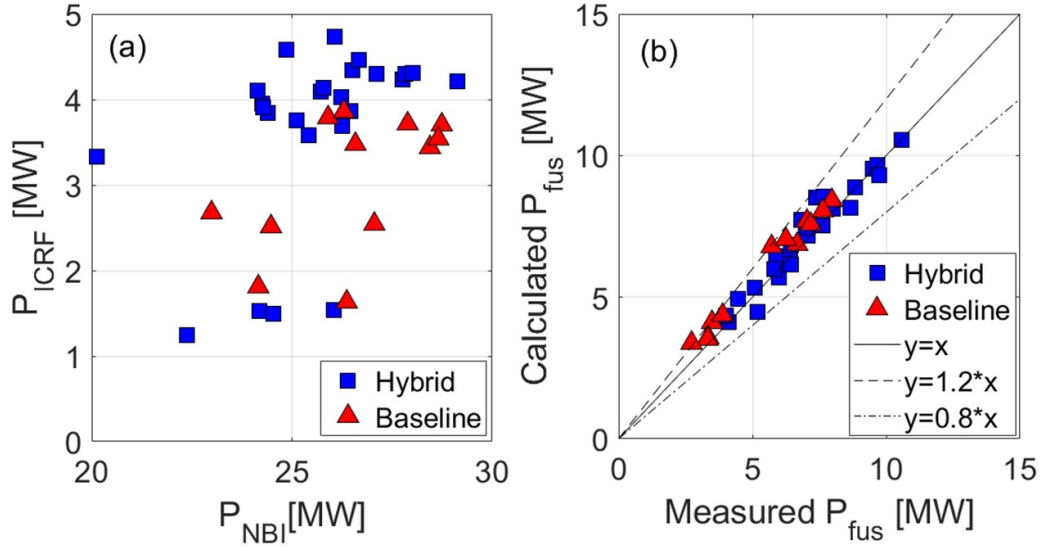 (a)
5
4
3
2
1
0
P_ICRF [MW]
20
25
30
P_NBI[MW]
Hybrid
Baseline
(b)
15
10
5
0
Calculated P_fus [MW]
0
5
10
15
Measured P_fus [MW]
Hybrid
Baseline
y=x
y=1.2*x
y=0.8*x